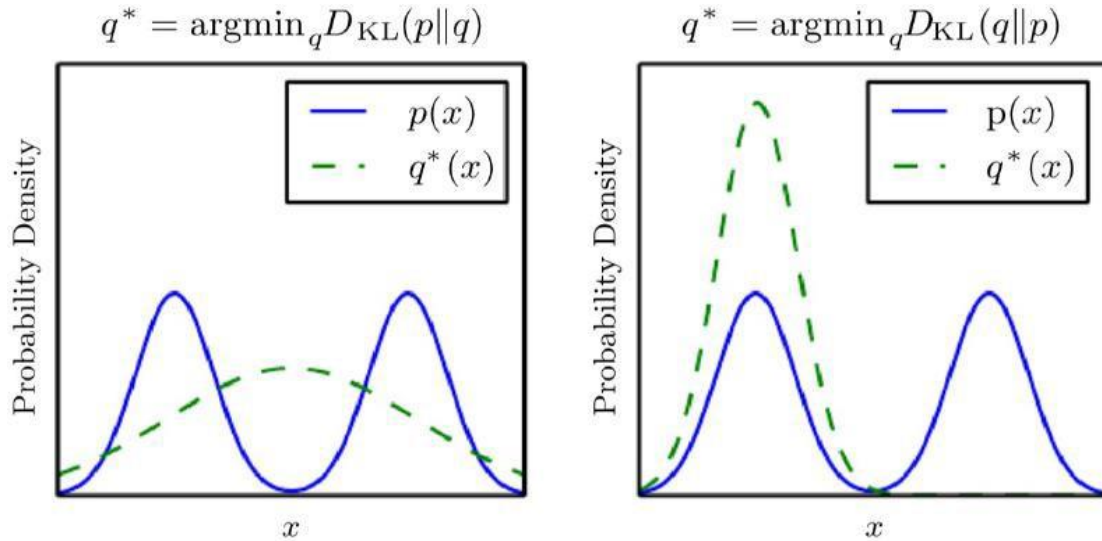 q* = argmin_q D_KL(p‖q)
p(x)
q*(x)
Probability Density
x
q* = argmin_q D_KL(q‖p)
p(x)
q*(x)
Probability Density
x